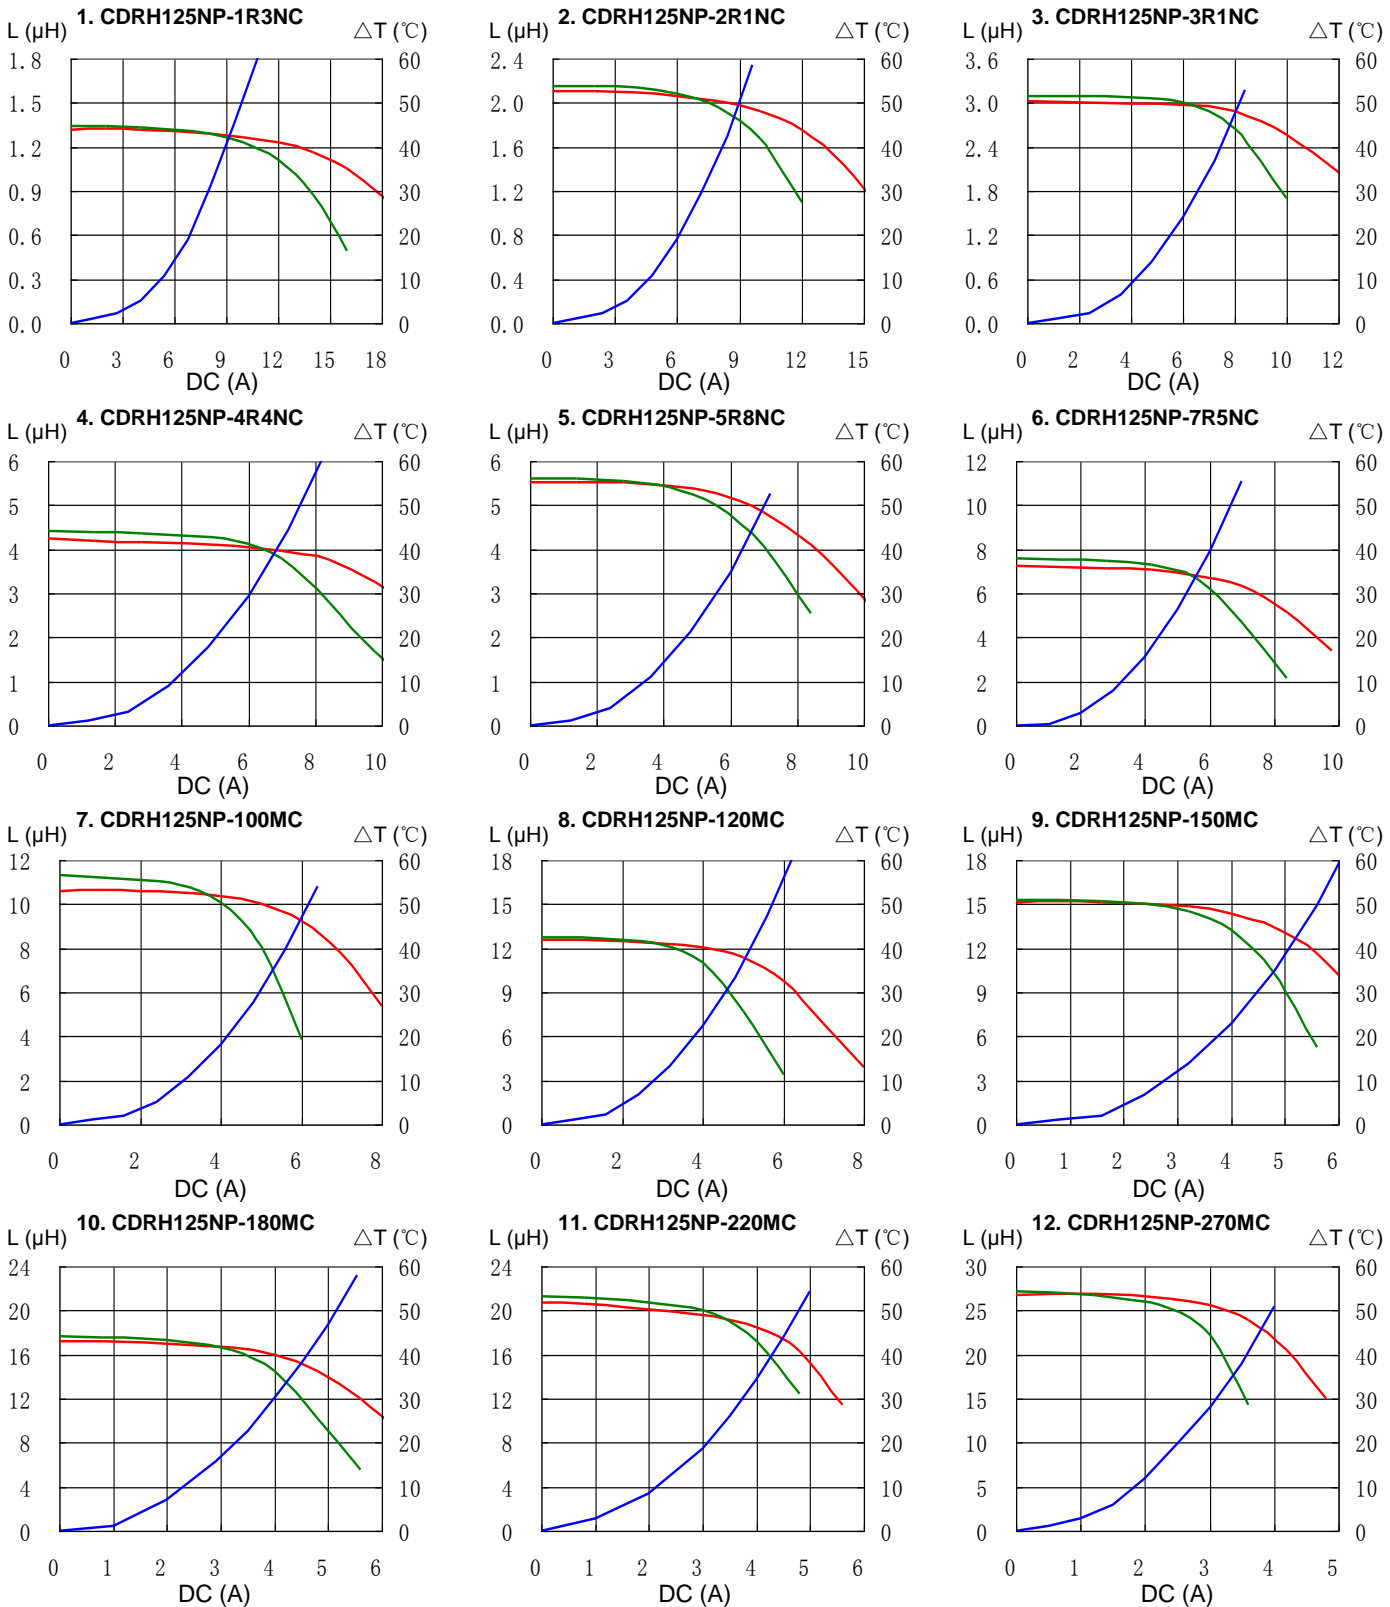 1. CDRH125NP-1R3NC
L (μH)
△T (℃)
1.8
1.5
1.2
0.9
0.6
0.3
0.0
60
50
40
30
20
10
0
0 3 6 9 12 15 18
DC (A)
2. CDRH125NP-2R1NC
L (μH)
△T (℃)
2.4
2.0
1.6
1.2
0.8
0.4
0.0
60
50
40
30
20
10
0
0 3 6 9 12 15
DC (A)
3. CDRH125NP-3R1NC
L (μH)
△T (℃)
3.6
3.0
2.4
1.8
1.2
0.6
0.0
60
50
40
30
20
10
0
0 2 4 6 8 10 12
DC (A)
4. CDRH125NP-4R4NC
L (μH)
△T (℃)
6
5
4
3
2
1
0
60
50
40
30
20
10
0
0 2 4 6 8 10
DC (A)
5. CDRH125NP-5R8NC
L (μH)
△T (℃)
6
5
4
3
2
1
0
60
50
40
30
20
10
0
0 2 4 6 8 10
DC (A)
6. CDRH125NP-7R5NC
L (μH)
△T (℃)
12
10
8
6
4
2
0
60
50
40
30
20
10
0
0 2 4 6 8 10
DC (A)
7. CDRH125NP-100MC
L (μH)
△T (℃)
12
10
8
6
4
2
0
60
50
40
30
20
10
0
0 2 4 6 8
DC (A)
8. CDRH125NP-120MC
L (μH)
△T (℃)
18
15
12
9
6
3
0
60
50
40
30
20
10
0
0 2 4 6 8
DC (A)
9. CDRH125NP-150MC
L (μH)
△T (℃)
18
15
12
9
6
3
0
60
50
40
30
20
10
0
0 1 2 3 4 5 6
DC (A)
10. CDRH125NP-180MC
L (μH)
△T (℃)
24
20
16
12
8
4
0
60
50
40
30
20
10
0
0 1 2 3 4 5 6
DC (A)
11. CDRH125NP-220MC
L (μH)
△T (℃)
24
20
16
12
8
4
0
60
50
40
30
20
10
0
0 1 2 3 4 5 6
DC (A)
12. CDRH125NP-270MC
L (μH)
△T (℃)
30
25
20
15
10
5
0
60
50
40
30
20
10
0
0 1 2 3 4 5
DC (A)